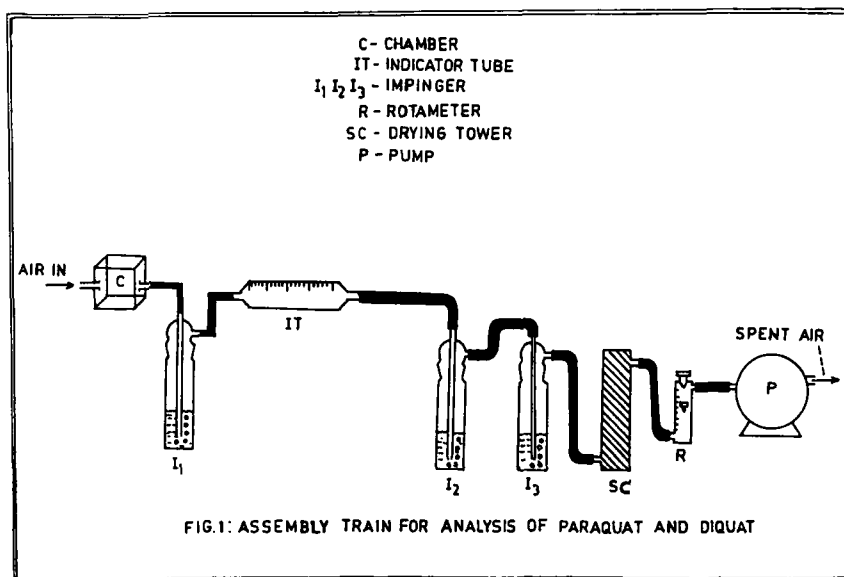 C - CHAMBER
IT - INDICATOR TUBE
I₁ I₂ I₃ - IMPINGER
R - ROTAMETER
SC - DRYING TOWER
P - PUMP
AIR IN
C
IT
SPENT AIR
P
I₁
I₂
I₃
SC
R
FIG.1: ASSEMBLY TRAIN FOR ANALYSIS OF PARAQUAT AND DIQUAT